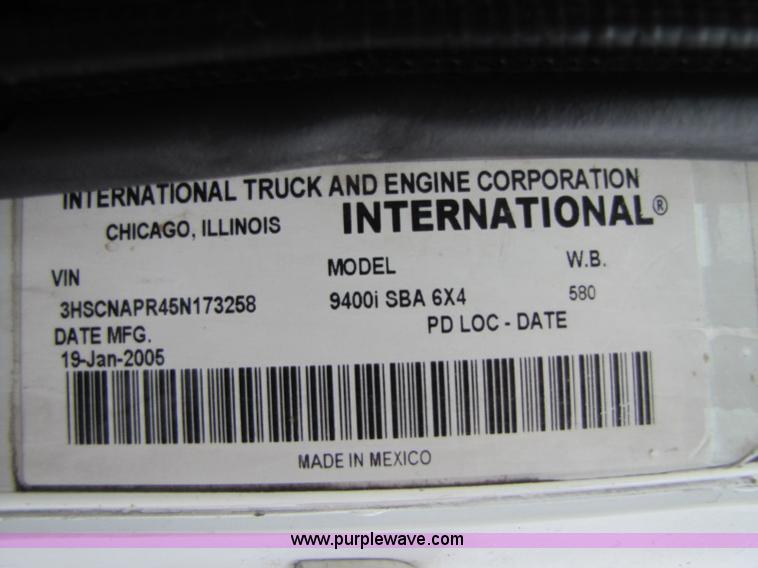 INTERNATIONAL TRUCK AND ENGINE CORPORATION
CHICAGO, ILLINOIS INTERNATIONAL®
VIN MODEL W.B.
3HSCNAPR45N173258 9400i SBA 6X4 580
DATE MFG. PD LOC - DATE
19-Jan-2005
MADE IN MEXICO
www.purplewave.com